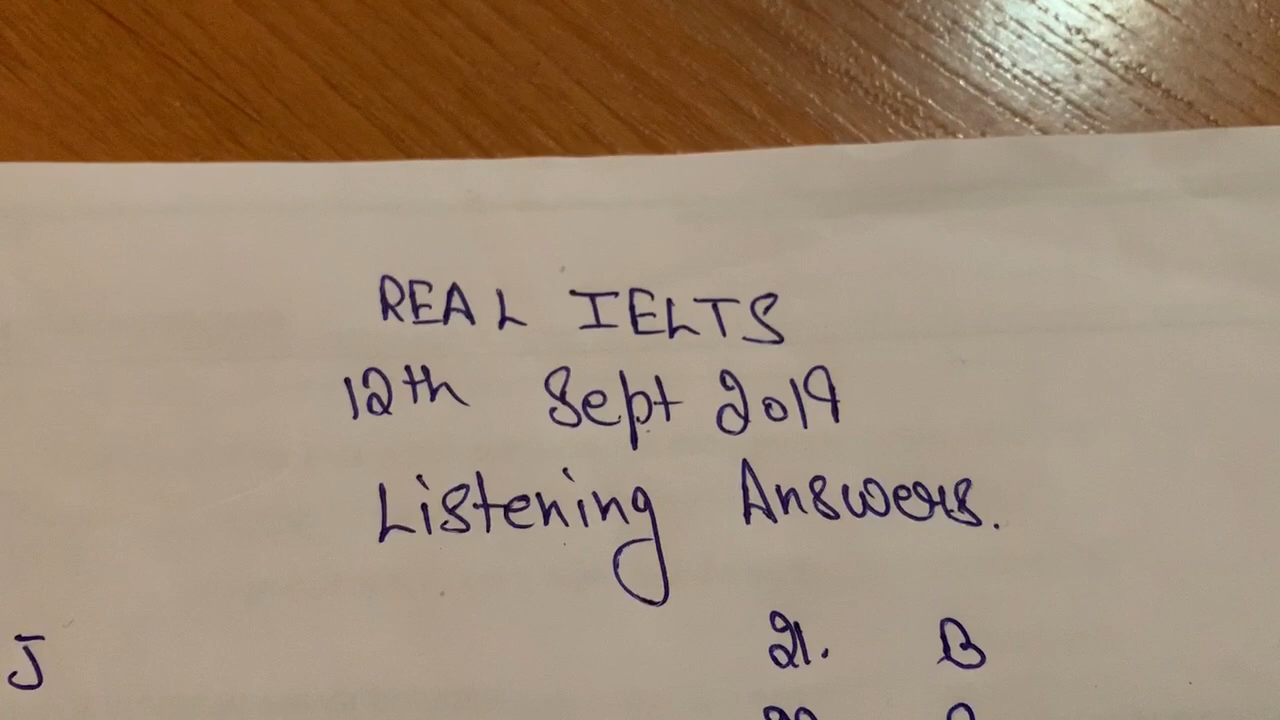 REAL IELTS
12th Sept 2019
Listening Answers.
J 21. B